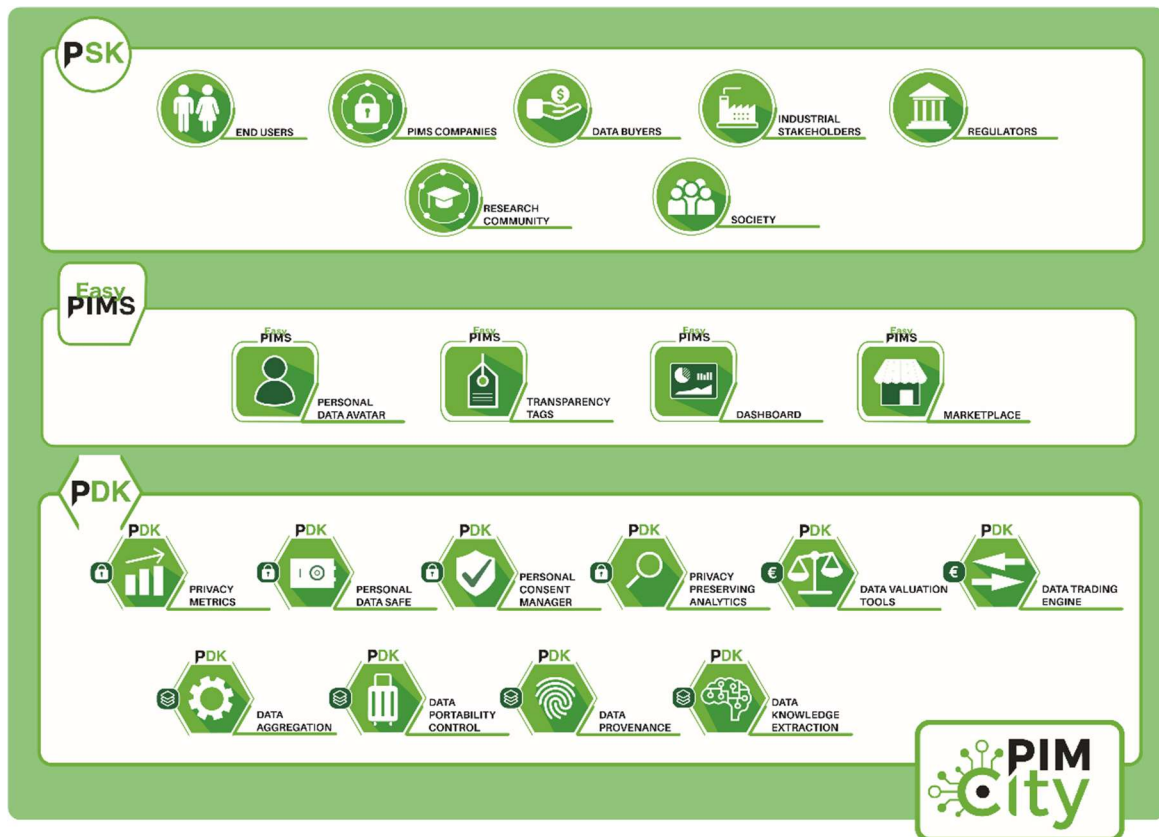 PSK
END USERS
PIMS COMPANIES
DATA BUYERS
INDUSTRIAL
STAKEHOLDERS
REGULATORS
RESEARCH
COMMUNITY
SOCIETY
Easy
PIMS
Easy
PIMS
PERSONAL
DATA AVATAR
Easy
PIMS
TRANSPARENCY
TAGS
Easy
PIMS
DASHBOARD
Easy
PIMS
MARKETPLACE
PDK
PDK
PRIVACY
METRICS
PDK
PERSONAL
DATA SAFE
PDK
PERSONAL
CONSENT
MANAGER
PDK
PRIVACY
PRESERVING
ANALYTICS
PDK
€
DATA VALUATION
TOOLS
PDK
€
DATA TRADING
ENGINE
PDK
DATA
AGGREGATION
PDK
DATA
PORTABILITY
CONTROL
PDK
DATA
PROVENANCE
PDK
DATA
KNOWLEDGE
EXTRACTION
PIM
City